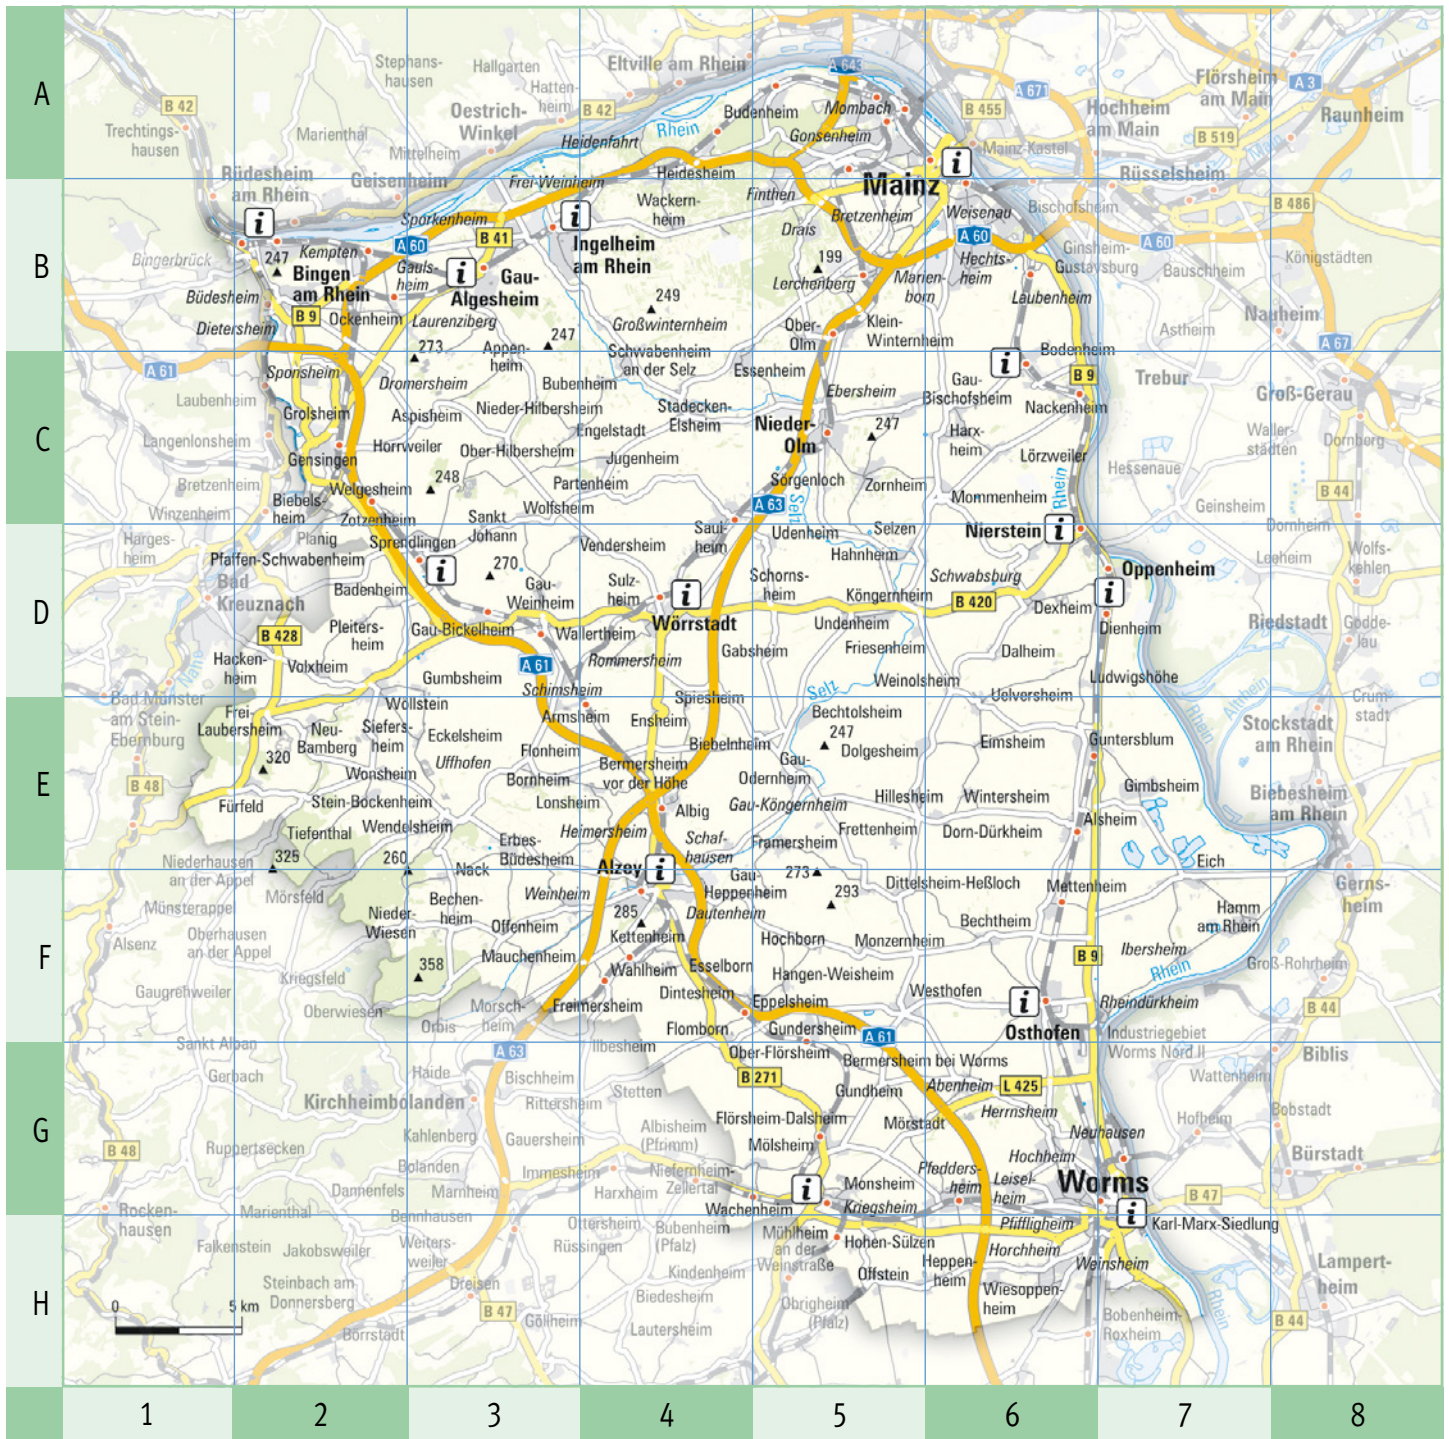 A
B
C
D
E
F
G
H
1
2
3
4
5
6
7
8
Stephans-
hausen
Hallgarten
Hatten-
heim
Eltville am Rhein
A 643
A 671
Flörsheim
am Main
A 3
Raunheim
B 42
Trechtings-
hausen
Marienthal
Oestrich-
Winkel
Mittelheim
B 42
Heidenfahrt
Rhein
Budenheim
Mombach
Gonsenheim
B 455
Mainz-Kastel
Hochheim
am Main
B 519
Main
Rüdesheim
am Rhein
Geisenheim
Frei-Weinheim
Heidesheim
Finthen
Mainz
i
Rüsselsheim
i
Sporkenheim
B 41
i
Ingelheim
am Rhein
Wackern-
heim
Drais
Bretzenheim
Weisenau
Bischofsheim
B 486
Bingerbrück
247
Kempten
A 60
Bingen
am Rhein
Gauls-
heim
i
Gau-
Algesheim
199
Lerchenberg
Marien-
born
A 60
Hechts-
heim
Ginsheim-
Gustavsburg
A 60
Bauschheim
Königstädten
Büdesheim
Dietersheim
B 9
Ockenheim
Laurenziberg
249
Großwinternheim
Laubenheim
Ober-
Olm
Klein-
Winternheim
Astheim
Nauheim
A 67
A 61
Sponsheim
273
Appen-
heim
247
Schwabenheim
an der Selz
Essenheim
i
Bodenheim
B 9
Trebur
Groß-Gerau
Laubenheim
Dromersheim
Bubenheim
Ebersheim
Gau-
Bischofsheim
Nackenheim
Grolsheim
Aspisheim
Nieder-Hilbersheim
Stadecken-
Elsheim
Nieder-
Olm
247
Harx-
heim
Waller-
städten
Dornberg
Langenlonsheim
Gensingen
Horrweiler
Ober-Hilbersheim
Engelstadt
Jugenheim
Lörzweiler
Hessenaue
Bretzenheim
Winzenheim
Biebels-
heim
Welgesheim
248
Partenheim
Wolfsheim
Sorgenloch
Zornheim
Mommenheim
Rhein
Geinsheim
B 44
Zotzenheim
A 63
Selz
Harges-
heim
Planig
Sprendlingen
Sankt
Johann
Vendersheim
Saul-
heim
Udenheim
Selzen
Hahnheim
Nierstein
i
Dornheim
Leeheim
Wolfs-
kehlen
Pfaffen-Schwabenheim
i
270
Bad
Kreuznach
Badenheim
Gau-
Weinheim
Sulz-
heim
i
Wörrstadt
Schorns-
heim
Köngernheim
Schwabsburg
B 420
Dexheim
Oppenheim
i
Dienheim
Riedstadt
Godde-
lau
B 428
Pleiters-
heim
Gau-Bickelheim
Wallertheim
Undenheim
Friesenheim
Dalheim
Nahe
Hacken-
heim
Volxheim
A 61
Rommersheim
Gabsheim
Weinolsheim
Ludwigshöhe
Gumbsheim
Schimsheim
Spiesheim
Selz
Uelversheim
Altrhein
Crum-
stadt
Bad Münster
am Stein-
Ebernburg
Frei-
Laubersheim
Neu-
Bamberg
Wöllstein
Siefers-
heim
Armsheim
Ensheim
Bechtolsheim
247
Dolgesheim
Eimsheim
Guntersblum
Rhein
Stockstadt
am Rhein
320
Eckelsheim
Uffhofen
Flonheim
Biebelnheim
Wonsheim
Bornheim
Bermersheim
vor der Höhe
Gau-
Odernheim
Gimbsheim
Biebesheim
am Rhein
B 48
Fürfeld
Stein-Bockenheim
Lonsheim
Albig
Gau-Köngernheim
Hillesheim
Wintersheim
Alsheim
Tiefenthal
Wendelsheim
Erbes-
Büdesheim
Heimersheim
Schaf-
hausen
Framersheim
Frettenheim
Dorn-Dürkheim
Niederhausen
an der Appel
325
260
Nack
Alzey
i
Eich
Mörsfeld
Weinheim
Gau
Heppenheim
273
293
Dittelsheim-Heßloch
Mettenheim
Gerns-
heim
Münsterappel
Nieder-
Wiesen
Bechen-
heim
285
Dautenheim
Alsenz
Oberhausen
an der Appel
Offenheim
Kettenheim
Hochborn
Monzernheim
Bechtheim
Hamm
am Rhein
Mauchenheim
Wahlheim
Esselborn
B 9
Ibersheim
Kriegsfeld
358
Hangen-Weisheim
Rhein
Groß-Rohrheim
Gaugrehweiler
Dintesheim
Westhofen
i
Osthofen
Rheindürkheim
B 44
Oberwiesen
Orbis
Morsch-
heim
Freimersheim
Eppelsheim
Flomborn
Gundersheim
A 61
Industriegebiet
Worms Nord II
Sankt Alban
A 63
Ilbesheim
Ober-Flörsheim
Bermersheim bei Worms
Biblis
Gerbach
Haide
Bischheim
B 271
Abenheim
L 425
Wattenheim
Kirchheimbolanden
Rittersheim
Stetten
Gundheim
Herrnsheim
Bobstadt
Kahlenberg
Gauersheim
Albisheim
(Pfrimm)
Flörsheim-Dalsheim
Mörstadt
Neuhausen
Hofheim
B 48
Ruppertsecken
Mölsheim
Hochheim
Bürstadt
Bolanden
Immesheim
Niefernheim-
Zellertal
Pfedders-
heim
Leisel-
heim
Worms
Dannenfels
Marnheim
Harxheim
i
Monsheim
B 47
Rocken-
hausen
Marienthal
Bennhausen
Wachenheim
Kriegsheim
Pfiffligheim
i
Karl-Marx-Siedlung
Ottersheim
Bubenheim
(Pfalz)
Falkenstein
Jakobsweiler
Weiters-
weiler
Rüssingen
Mühlheim
an der
Weinstraße
Hohen-Sülzen
Horchheim
Weinsheim
Lampert-
heim
Kindenheim
Offstein
Heppen-
heim
Steinbach am
Donnersberg
Dreisen
Biedesheim
Wiesoppen-
heim
Rhein
0
5 km
B 47
Göllheim
Obrigheim
(Pfalz)
Bobenheim-
Roxheim
B 44
Börrstadt
Lautersheim